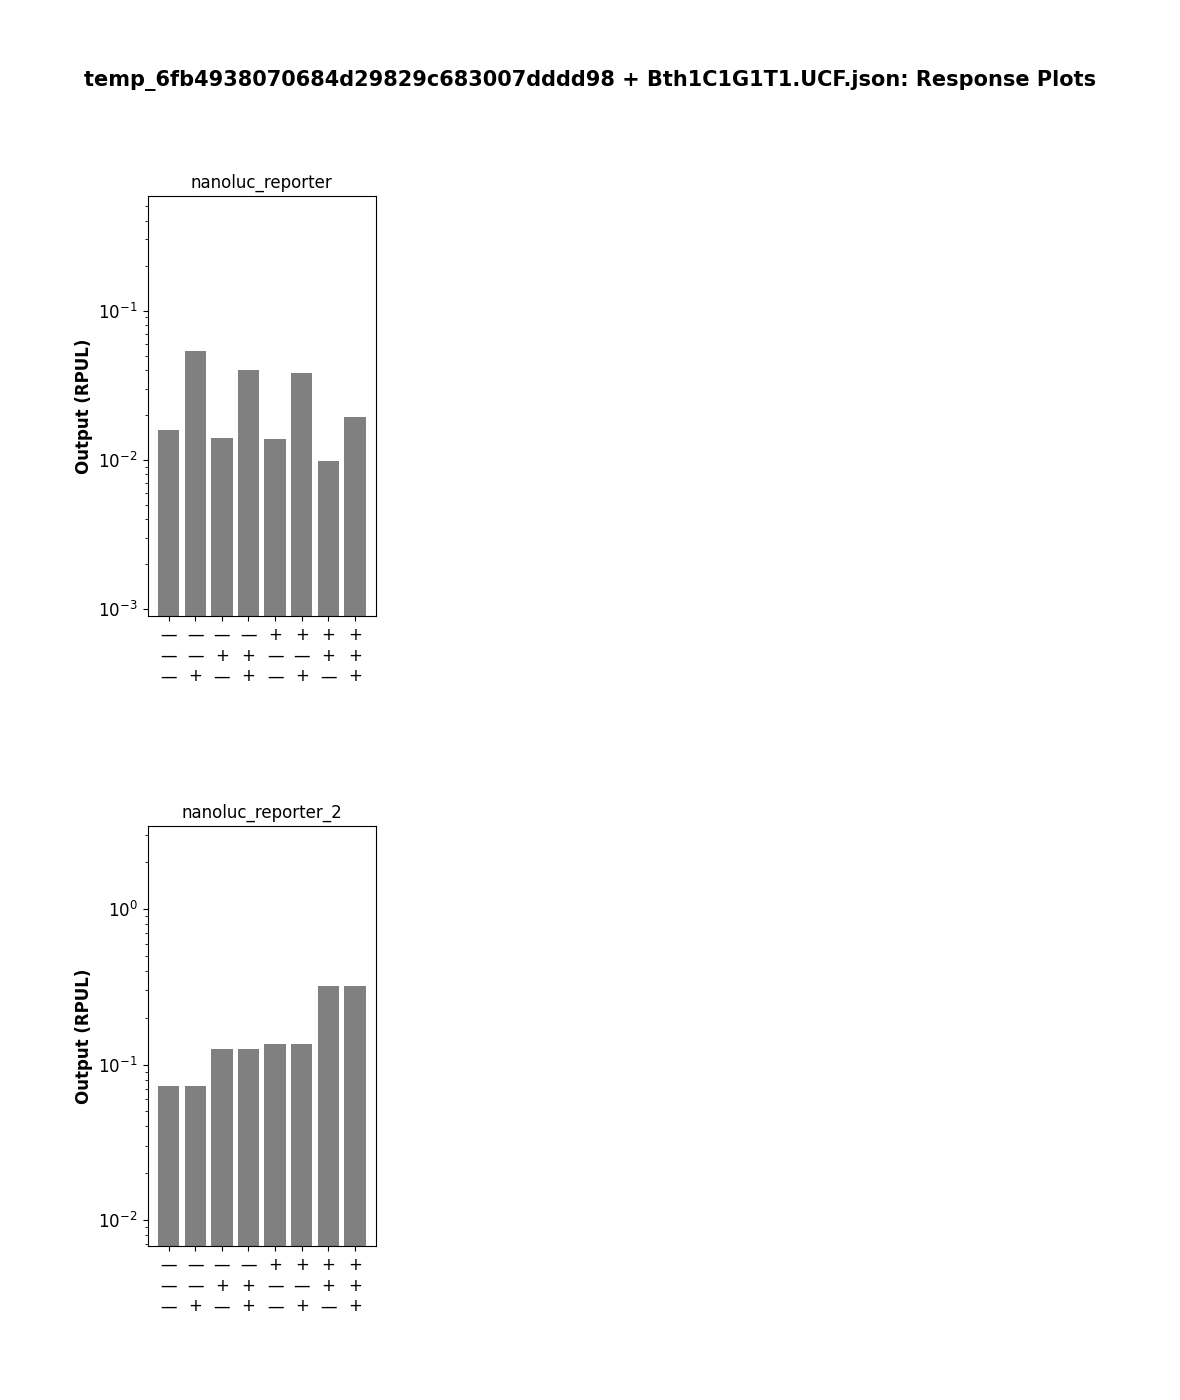 temp_6fb4938070684d29829c683007dddd98 + Bth1C1G1T1.UCF.json: Response Plots
nanoluc_reporter
Output (RPUL)
10⁻¹
10⁻²
10⁻³
— — — — + + + +
— — + + — — + +
— + — + — + — +
nanoluc_reporter_2
Output (RPUL)
10⁰
10⁻¹
10⁻²
— — — — + + + +
— — + + — — + +
— + — + — + — +